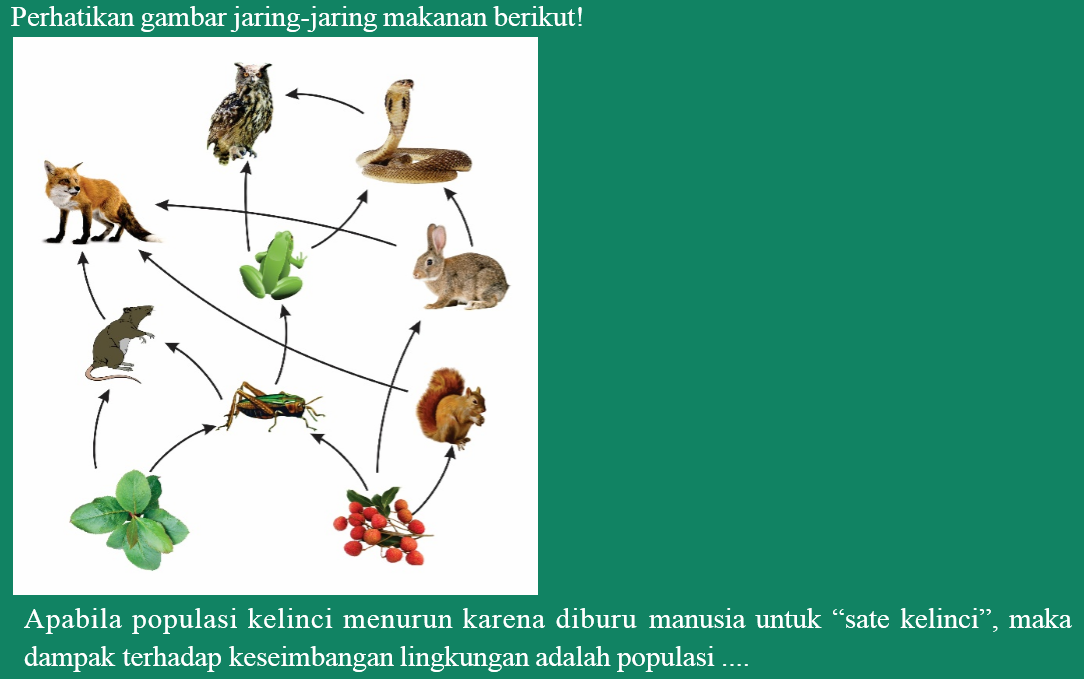 Perhatikan gambar jaring-jaring makanan berikut!
Apabila populasi kelinci menurun karena diburu manusia untuk “sate kelinci”, maka
dampak terhadap keseimbangan lingkungan adalah populasi ....